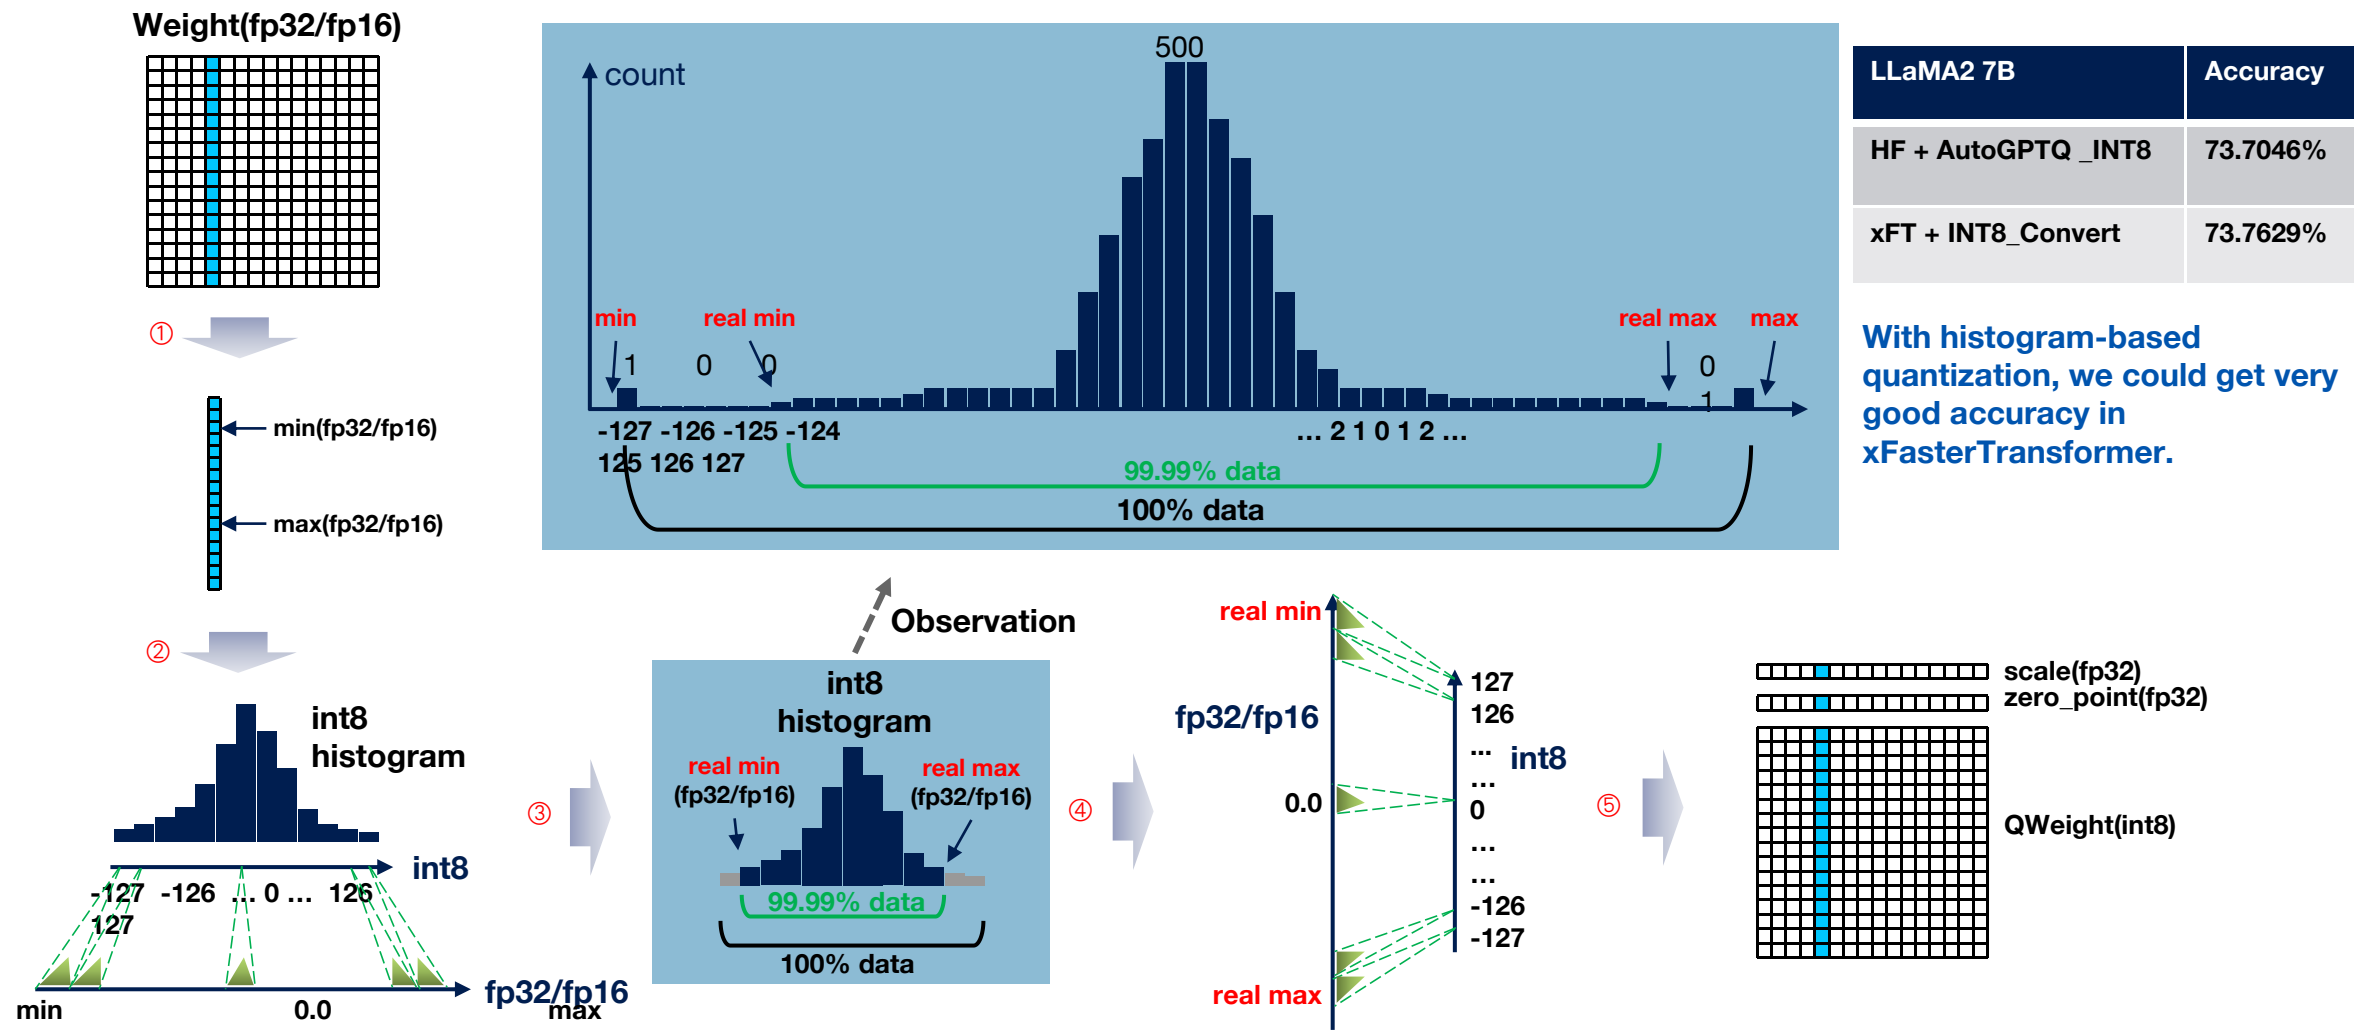 Weight(fp32/fp16)
①
min(fp32/fp16)
max(fp32/fp16)
②
int8
histogram
int8
-127 -126 ... 0 ... 126
127
fp32/fp16
min 0.0 max
③
500
count
min
real min
real max
max
1 0 0
0
1
-127 -126 -125 -124 ... 2 1 0 1 2 ...
125 126 127
99.99% data
100% data
Observation
int8
histogram
real min
(fp32/fp16)
real max
(fp32/fp16)
99.99% data
100% data
④
real min
fp32/fp16
0.0
real max
127
126
...
int8
...
0
...
...
-126
-127
⑤
scale(fp32)
zero_point(fp32)
QWeight(int8)
LLaMA2 7B Accuracy
HF + AutoGPTQ _INT8 73.7046%
xFT + INT8_Convert 73.7629%
With histogram-based
quantization, we could get very
good accuracy in
xFasterTransformer.